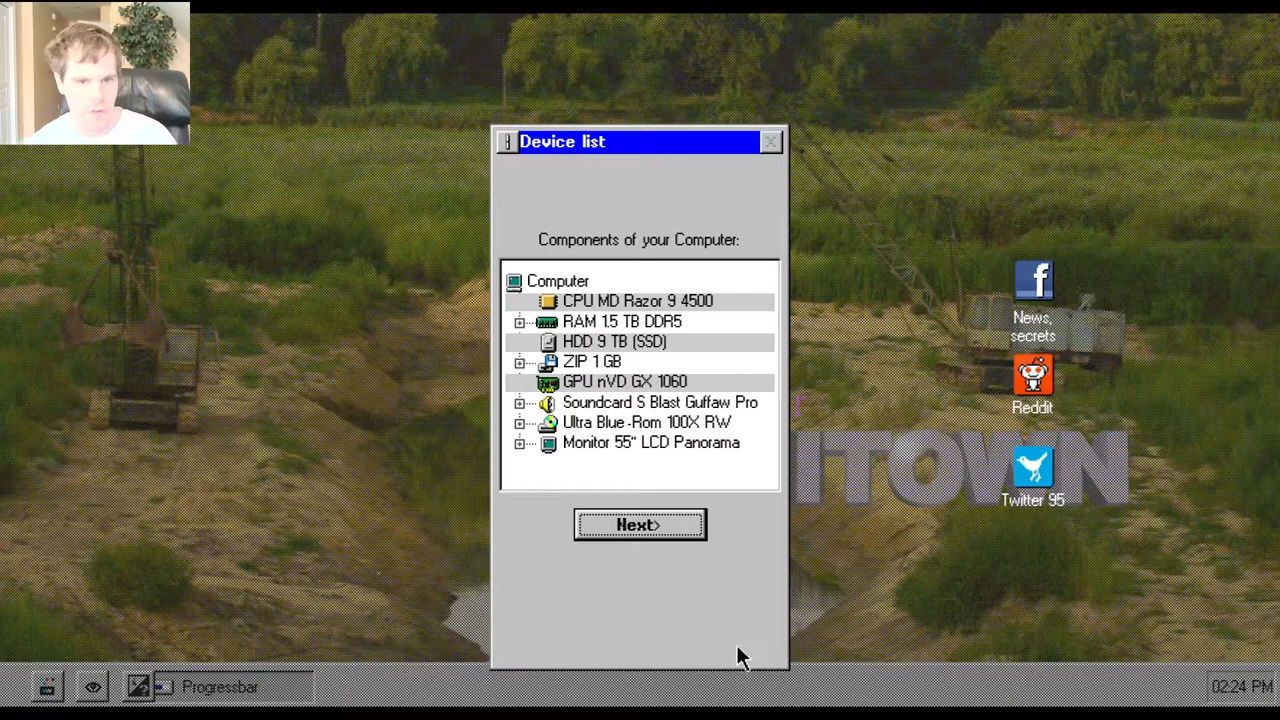 Device list
Components of your Computer:
Computer
CPU MD Razor 9 4500
RAM 1.5 TB DDR5
HDD 9 TB (SSD)
ZIP 1 GB
GPU nVD GX 1060
Soundcard S Blast Guffaw Pro
Ultra Blue-Rom 100X RW
Monitor 55" LCD Panorama
Next>
News,
secrets
Reddit
ITOWN
Twitter 95
Progressbar
02:24 PM